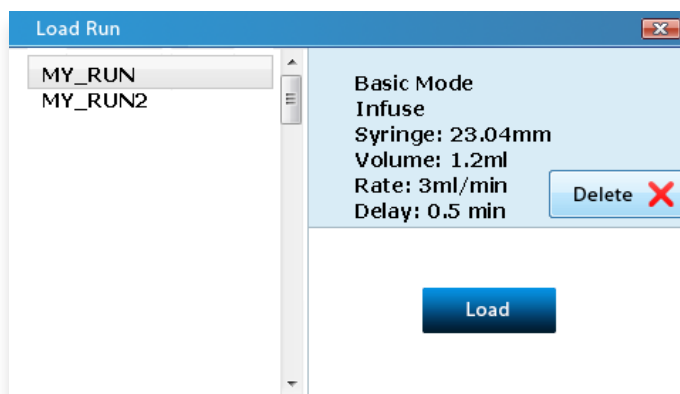 Load Run
MY_RUN
MY_RUN2
Basic Mode
Infuse
Syringe: 23.04mm
Volume: 1.2ml
Rate: 3ml/min
Delay: 0.5 min
Delete
Load